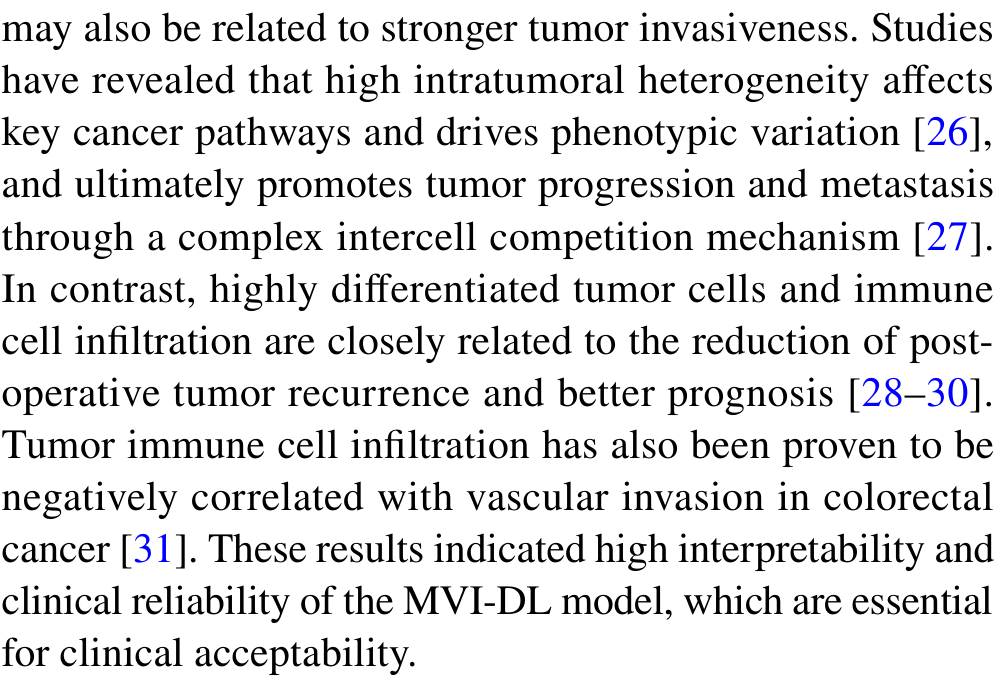 may also be related to stronger tumor invasiveness. Studies
have revealed that high intratumoral heterogeneity affects
key cancer pathways and drives phenotypic variation [26],
and ultimately promotes tumor progression and metastasis
through a complex intercell competition mechanism [27].
In contrast, highly differentiated tumor cells and immune
cell infiltration are closely related to the reduction of post-
operative tumor recurrence and better prognosis [28–30].
Tumor immune cell infiltration has also been proven to be
negatively correlated with vascular invasion in colorectal
cancer [31]. These results indicated high interpretability and
clinical reliability of the MVI-DL model, which are essential
for clinical acceptability.